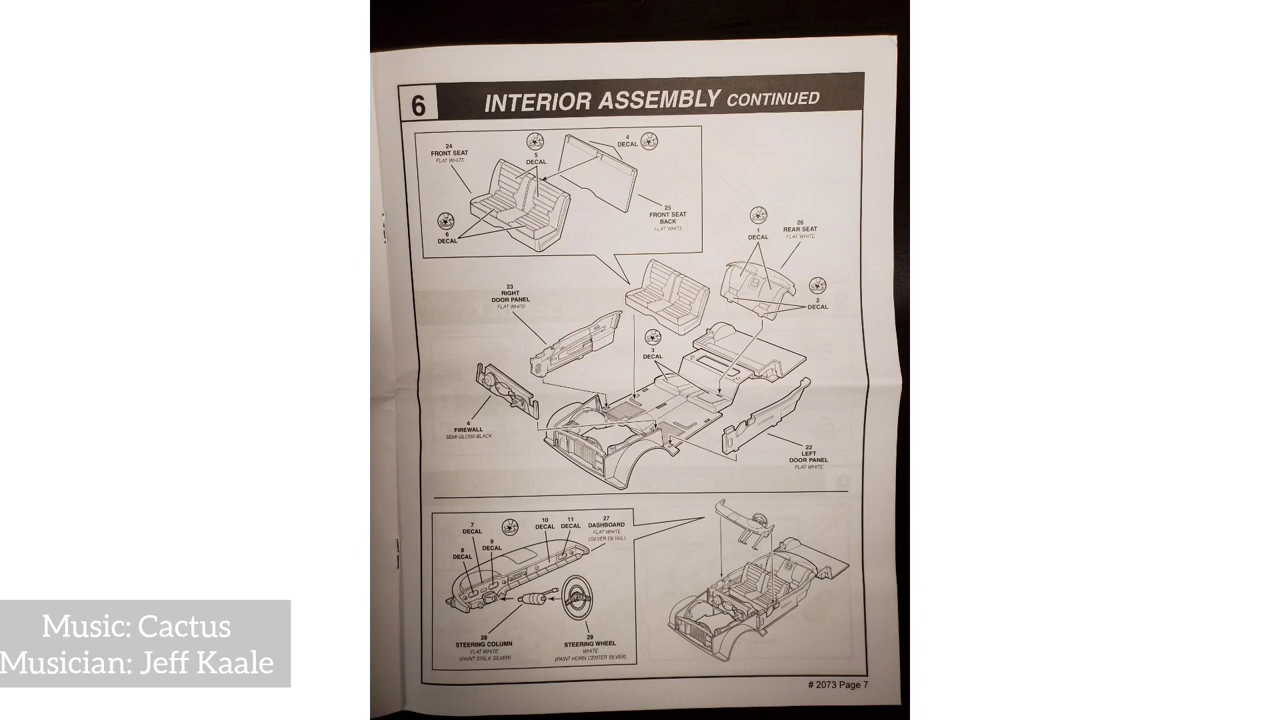 6
INTERIOR ASSEMBLY CONTINUED
24
FRONT SEAT
FLAT WHITE
5
DECAL
4
DECAL
25
FRONT SEAT
BACK
FLAT WHITE
6
DECAL
1
DECAL
26
REAR SEAT
FLAT WHITE
2
DECAL
23
RIGHT
DOOR PANEL
FLAT WHITE
3
DECAL
4
FIREWALL
SEMI-GLOSS BLACK
22
LEFT
DOOR PANEL
FLAT WHITE
7
DECAL
8
DECAL
9
DECAL
10
DECAL
11
DECAL
27
DASHBOARD
FLAT WHITE
(SILVER DETAIL)
28
STEERING COLUMN
FLAT WHITE
(PAINT STALK SILVER)
29
STEERING WHEEL
WHITE
(PAINT HORN CENTER SILVER)
# 2073 Page 7
Music: Cactus
Musician: Jeff Kaale